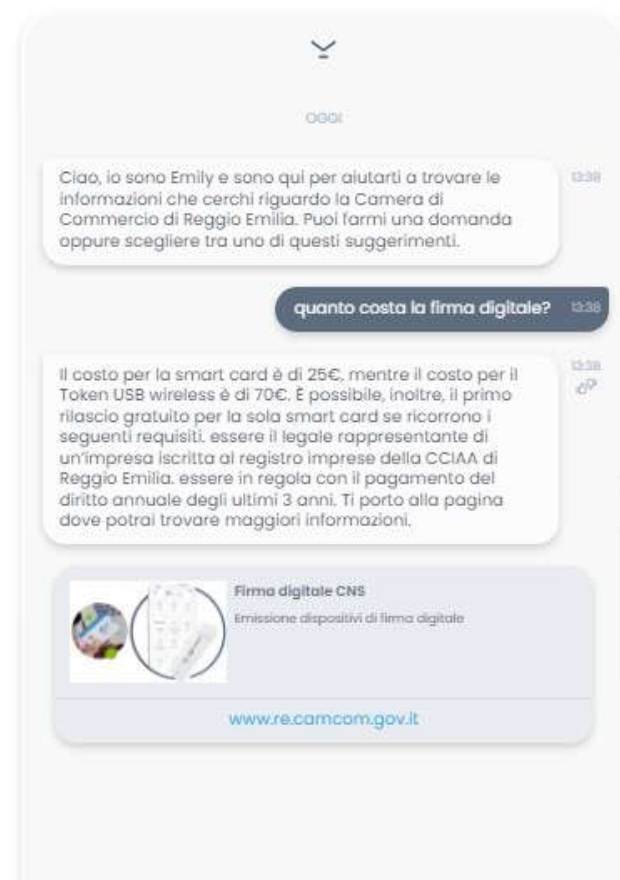 OGGI
Ciao, io sono Emily e sono qui per aiutarti a trovare le
informazioni che cerchi riguardo la Camera di
Commercio di Reggio Emilia. Puoi farmi una domanda
oppure scegliere tra uno di questi suggerimenti.
13:38
quanto costa la firma digitale?
13:38
Il costo per la smart card è di 25€, mentre il costo per il
Token USB wireless è di 70€. È possibile, inoltre, il primo
rilascio gratuito per la sola smart card se ricorrono i
seguenti requisiti. essere il legale rappresentante di
un'impresa iscritta al registro imprese della CCIAA di
Reggio Emilia. essere in regola con il pagamento del
diritto annuale degli ultimi 3 anni. Ti porto alla pagina
dove potrai trovare maggiori informazioni.
13:38
Firma digitale CNS
Emissione dispositivi di firma digitale
www.re.camcom.gov.it